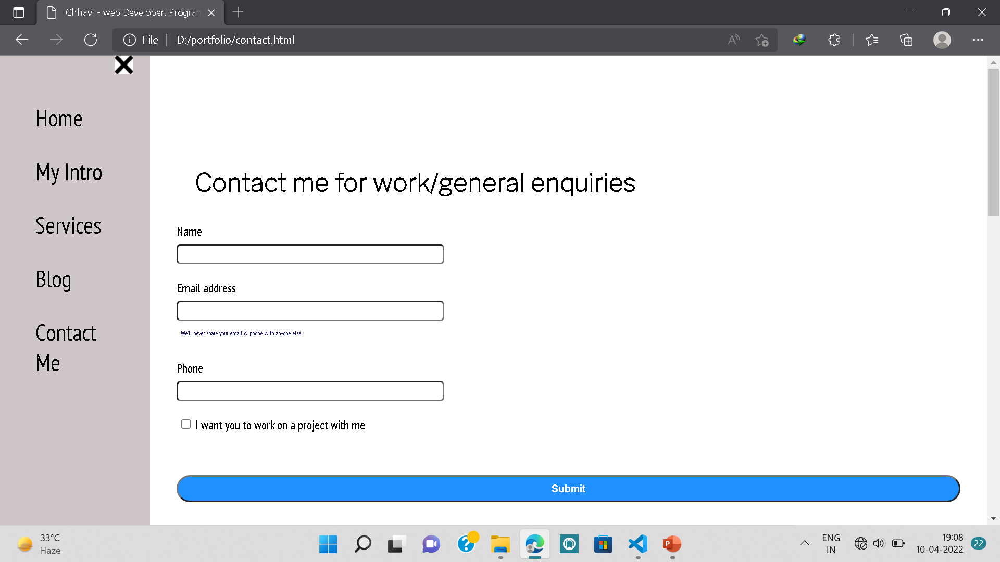 Chhavi - web Developer, Progran
File
D:/portfolio/contact.html
Home
My Intro
Services
Blog
Contact
Me
Contact me for work/general enquiries
Name
Email address
We'll never share your email & phone with anyone else.
Phone
I want you to work on a project with me
Submit
33°C
Haze
ENG
IN
19:08
10-04-2022
22